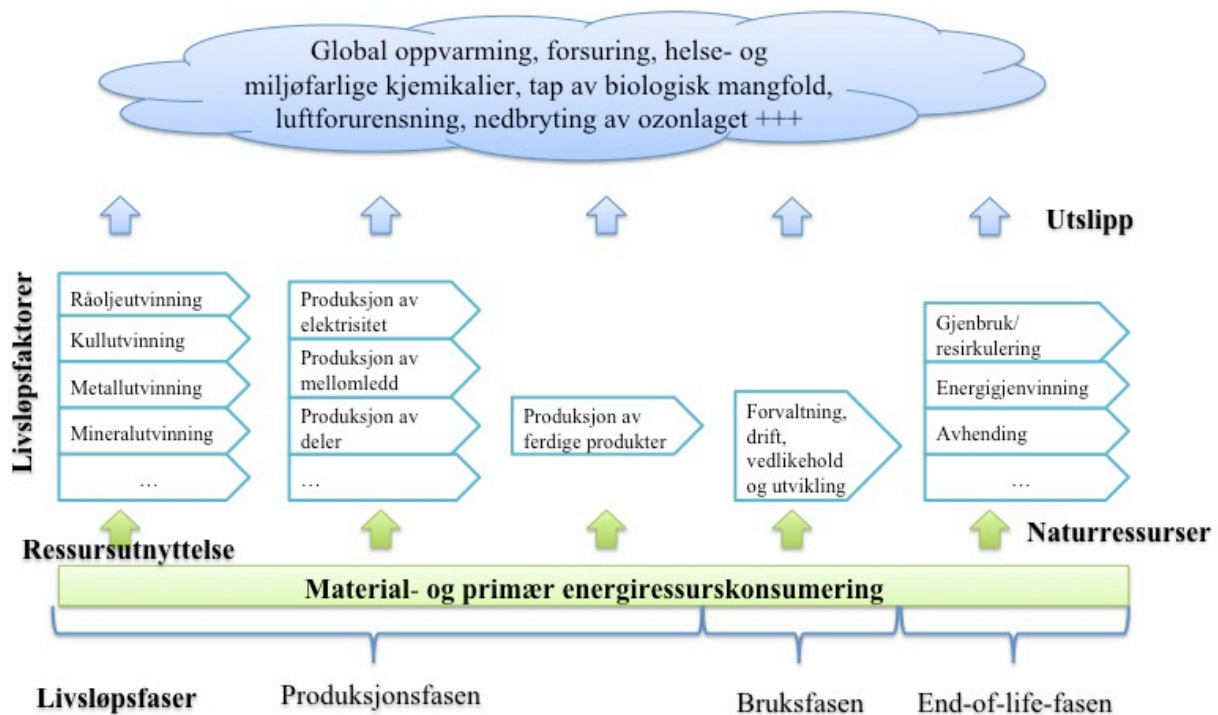 Global oppvarming, forsuring, helse- og
miljøfarlige kjemikalier, tap av biologisk mangfold,
luftforurensning, nedbryting av ozonlaget +++
Utslipp
Livsløpsfaktorer
Råoljeutvinning
Kullutvinning
Metallutvinning
Mineralutvinning
…
Produksjon av
elektrisitet
Produksjon av
mellomledd
Produksjon av
deler
…
Produksjon av
ferdige produkter
Forvaltning,
drift,
vedlikehold
og utvikling
Gjenbruk/
resirkulering
Energigjenvinning
Avhending
…
Ressursutnyttelse
Naturressurser
Material- og primær energiressurskonsumering
Livsløpsfaser
Produksjonsfasen
Bruksfasen
End-of-life-fasen